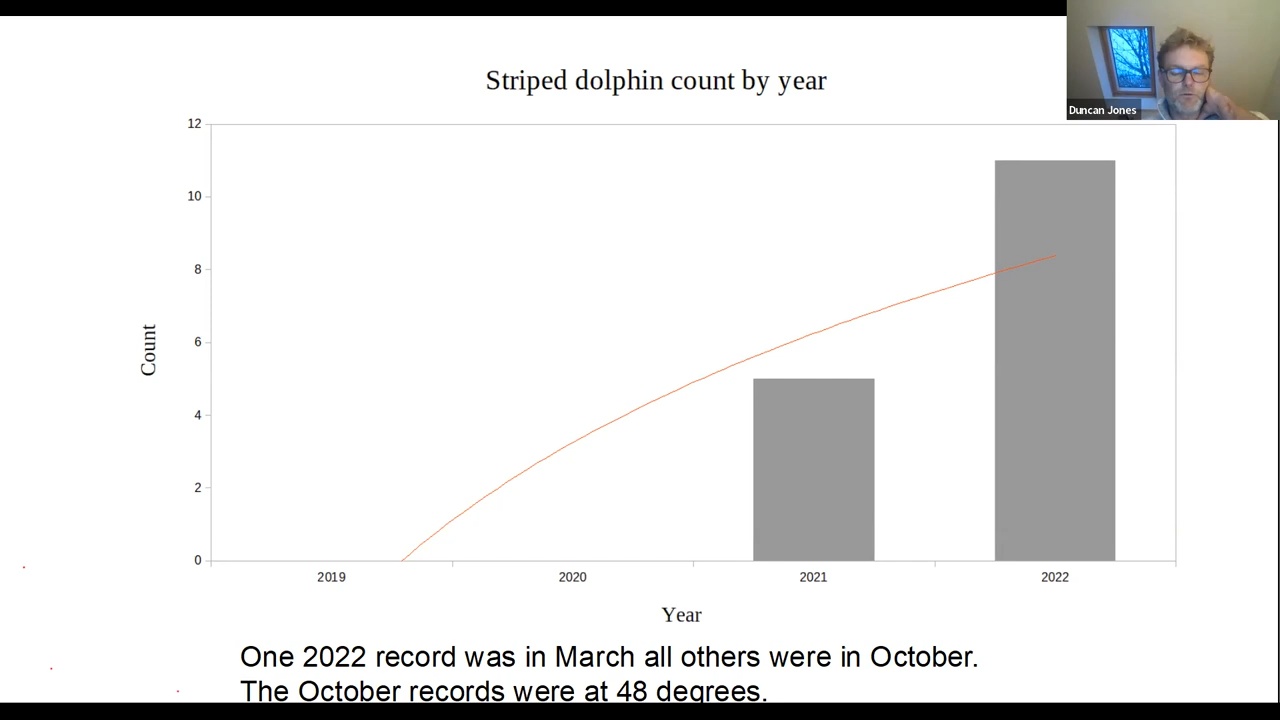 Duncan Jones
Striped dolphin count by year
12
10
8
6
4
2
0
Count
2019 2020 2021 2022
Year
One 2022 record was in March all others were in October.
The October records were at 48 degrees.